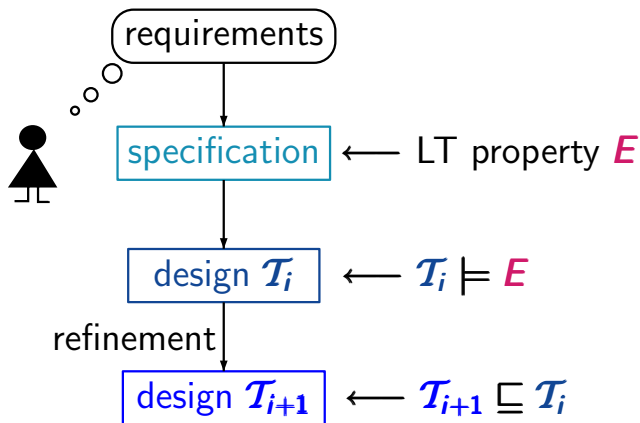 requirements
specification ← LT property E
design 𝒯ᵢ ← 𝒯ᵢ ⊨ E
refinement
design 𝒯ᵢ₊₁ ← 𝒯ᵢ₊₁ ⊑ 𝒯ᵢ